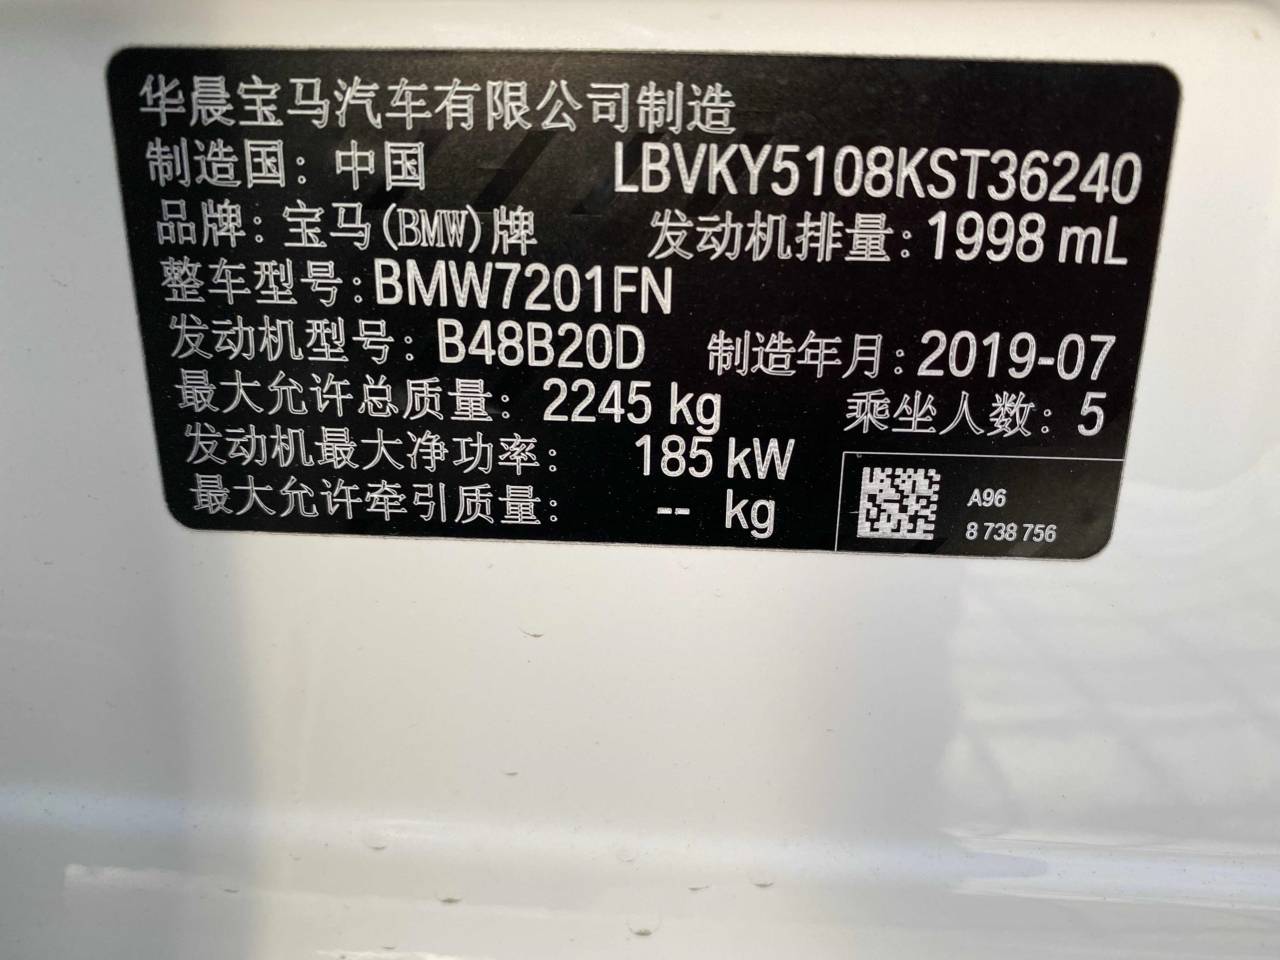 华晨宝马汽车有限公司制造
制造国：中国 LBVKY5108KST36240
品牌：宝马(BMW)牌 发动机排量：1998 mL
整车型号：BMW7201FN
发动机型号：B48B20D 制造年月：2019-07
最大允许总质量：2245 kg 乘坐人数：5
发动机最大净功率：185 kW
最大允许牵引质量：-- kg
A96
8 738 756